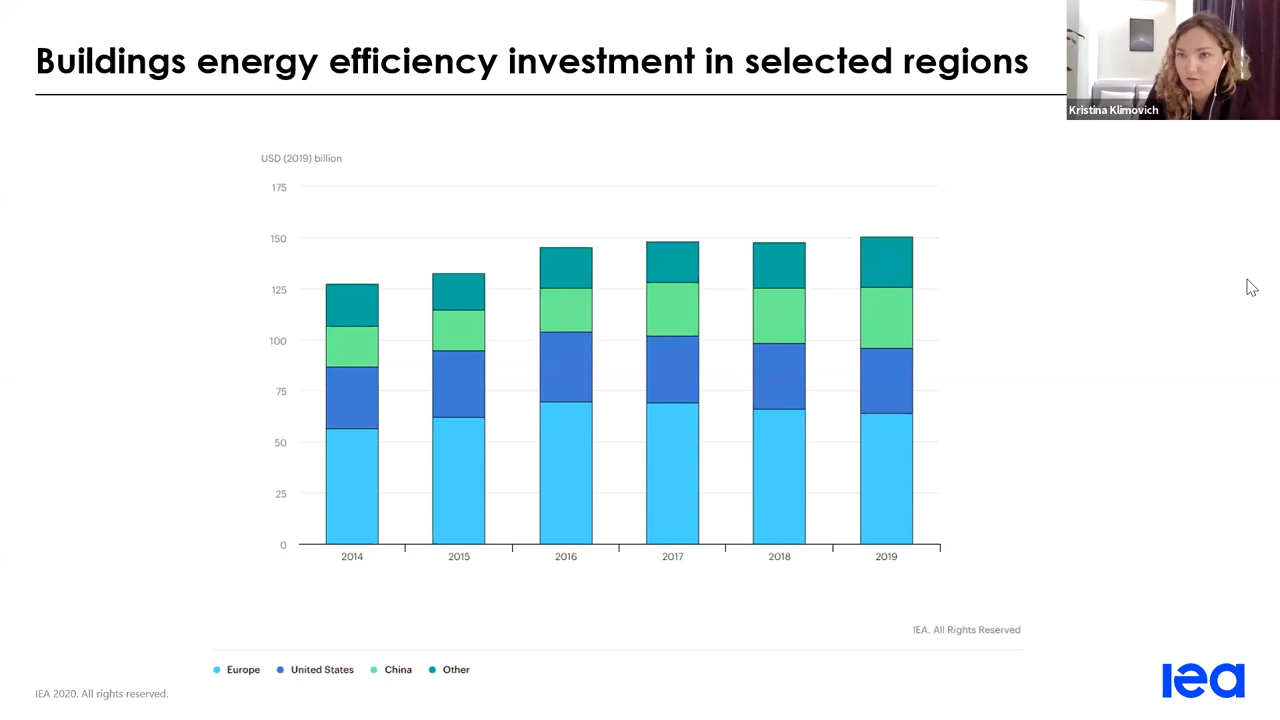 Buildings energy efficiency investment in selected regions
Kristina Klimovich
USD (2019) billion
175
150
125
100
75
50
25
0
2014 2015 2016 2017 2018 2019
IEA. All Rights Reserved
Europe United States China Other
IEA 2020. All rights reserved.
iea